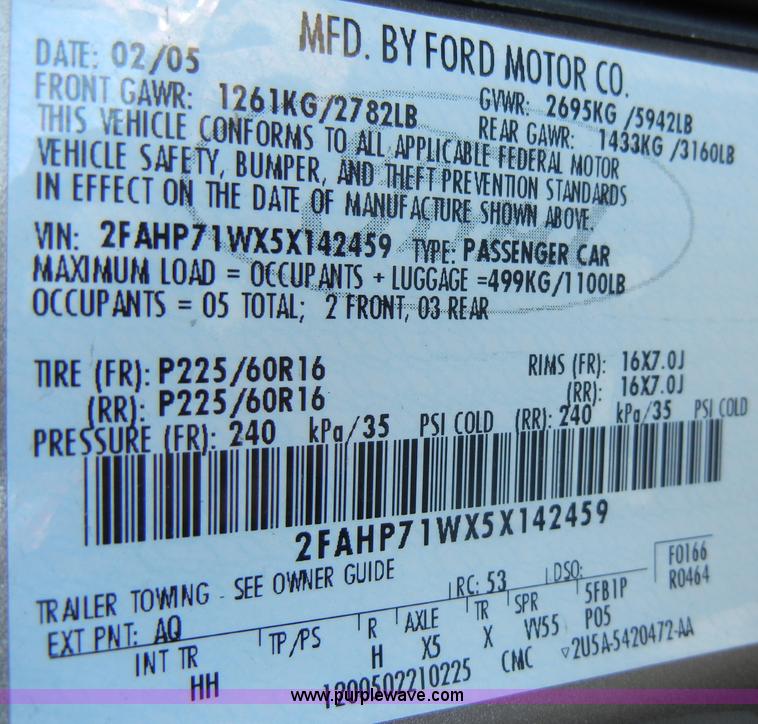 MFD. BY FORD MOTOR CO.
DATE: 02/05
FRONT GAWR: 1261KG/2782LB
GVWR: 2695KG /5942LB
REAR GAWR: 1433KG /3160LB
THIS VEHICLE CONFORMS TO ALL APPLICABLE FEDERAL MOTOR
VEHICLE SAFETY, BUMPER, AND THEFT PREVENTION STANDARDS
IN EFFECT ON THE DATE OF MANUFACTURE SHOWN ABOVE.
VIN: 2FAHP71WX5X142459 TYPE: PASSENGER CAR
MAXIMUM LOAD = OCCUPANTS + LUGGAGE =499KG/1100LB
OCCUPANTS = 05 TOTAL; 2 FRONT, 03 REAR
TIRE (FR): P225/60R16 RIMS (FR): 16X7.0J
(RR): P225/60R16 (RR): 16X7.0J
PRESSURE (FR): 240 kPa/35 PSI COLD (RR): 240 kPa/35 PSI COLD
2FAHP71WX5X142459
TRAILER TOWING - SEE OWNER GUIDE
RC: 53 DSO:
F0166
R0464
EXT PNT: AQ
INT TR TP/PS R AXLE TR SPR 5FB1P
HH H X5 X VV55 P05
1200502210225 CMC ▽2U5A-5420472-AA
www.purplewave.com